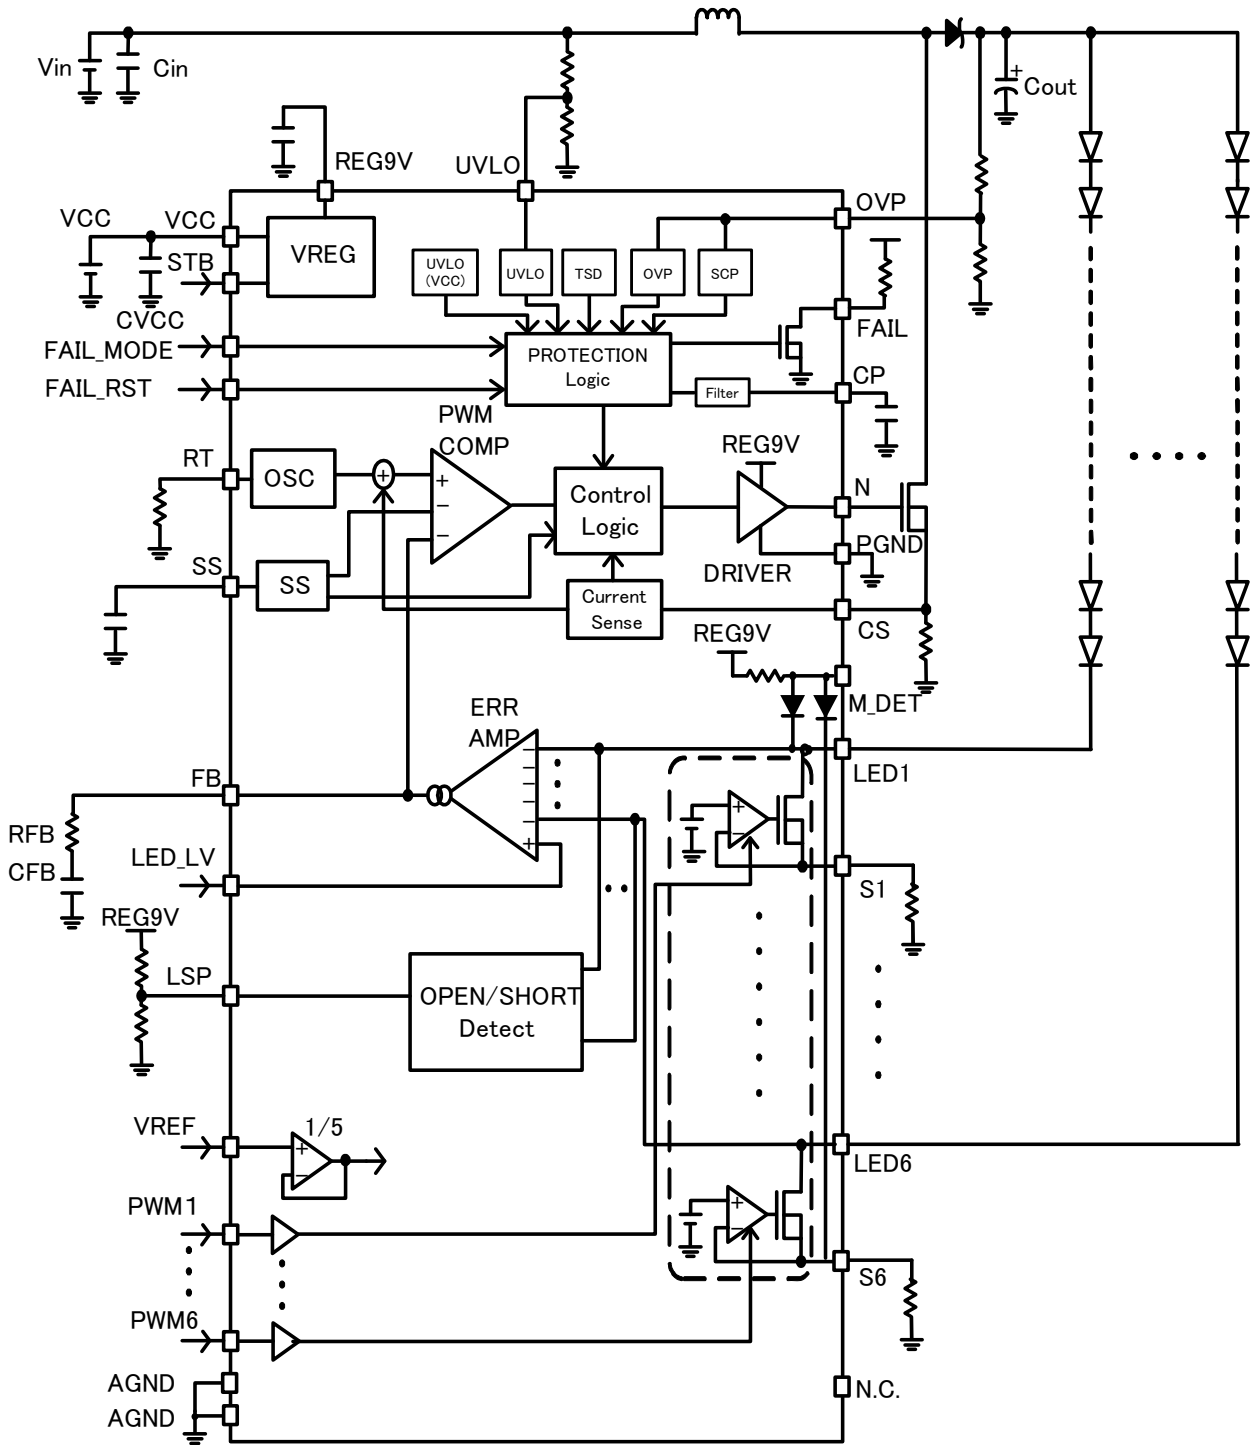 Vin
Cin
+
Cout
REG9V
UVLO
VCC
VCC
OVP
STB
VREG
UVLO
(VCC)
UVLO
TSD
OVP
SCP
CVCC
FAIL
FAIL_MODE
FAIL_RST
PROTECTION
Logic
Filter
CP
PWM
COMP
REG9V
RT
OSC
+
+
−
−
Control
Logic
N
PGND
DRIVER
SS
SS
Current
Sense
CS
REG9V
M_DET
ERR
AMP
−
−
−
−
+
LED1
FB
RFB
CFB
LED_LV
+
−
S1
REG9V
LSP
OPEN/SHORT
Detect
VREF
1/5
+
−
LED6
PWM1
+
−
S6
PWM6
AGND
AGND
N.C.